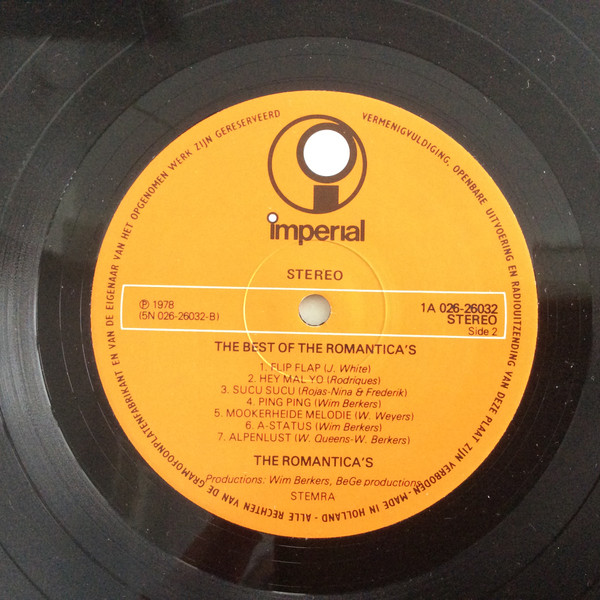 imperial
STEREO
℗ 1978
(5N 026-26032-B)
1A 026-26032
STEREO
Side 2
THE BEST OF THE ROMANTICA'S
1. FLIP FLAP (J. White)
2. HEY MAL YO (Rodriques)
3. SUCU SUCU (Rojas-Nina & Frederik)
4. PING PING (Wim Berkers)
5. MOOKERHEIDE MELODIE (W. Weyers)
6. A-STATUS (Wim Berkers)
7. ALPENLUST (W. Queens-W. Berkers)
THE ROMANTICA'S
Productions: Wim Berkers, BeGe productions
STEMRA
ALLE RECHTEN VAN DE GRAMOFOONPLATENFABRIKANT EN VAN DE EIGENAAR VAN HET OPGENOMEN WERK ZIJN GERESERVEERD VERMENIGVULDIGING, OPENBARE UITVOERING EN RADIOUITZENDING VAN DEZE PLAAT ZIJN VERBODEN - MADE IN HOLLAND -